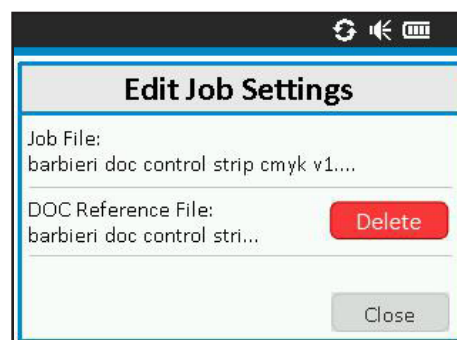 Edit Job Settings
Job File:
barbieri doc control strip cmyk v1....
DOC Reference File:
barbieri doc control stri...
Delete
Close